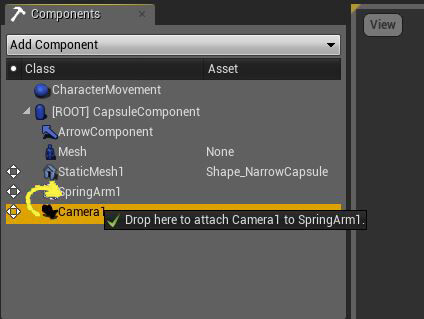 Components
View
Add Component
Class Asset
CharacterMovement
[ROOT] CapsuleComponent
ArrowComponent
Mesh None
StaticMesh1 Shape_NarrowCapsule
SpringArm1
Camera1
Drop here to attach Camera1 to SpringArm1.